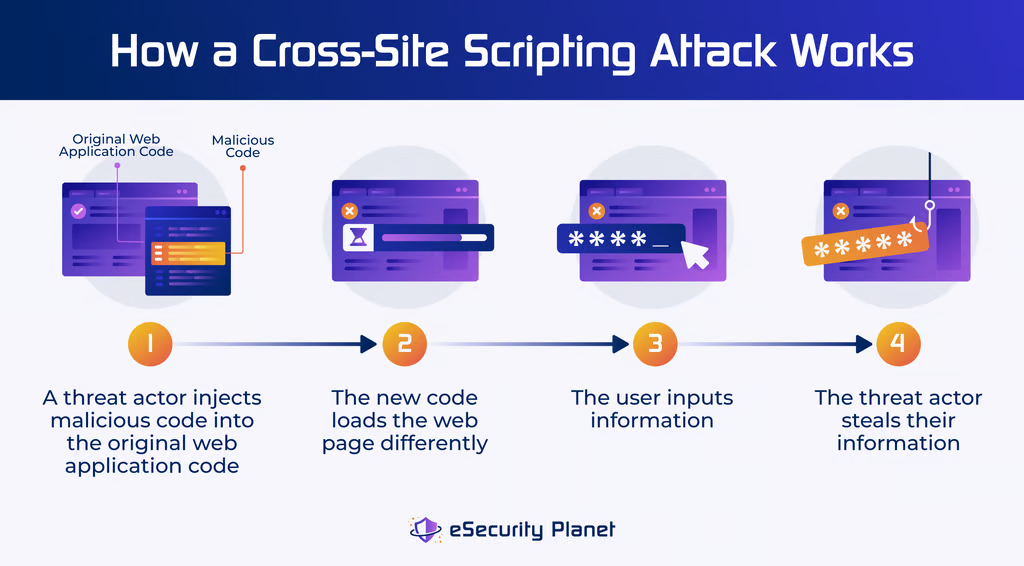 How a Cross-Site Scripting Attack Works
Original Web
Application Code
Malicious
Code
****_
*****
1
2
3
4
A threat actor injects
malicious code into
the original web
application code
The new code
loads the web
page differently
The user inputs
information
The threat actor
steals their
information
eSecurity Planet